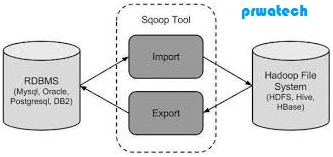 prwatech
Sqoop Tool
Import
RDBMS
(Mysql, Oracle,
Postgresql, DB2)
Export
Hadoop File
System
(HDFS, Hive,
HBase)